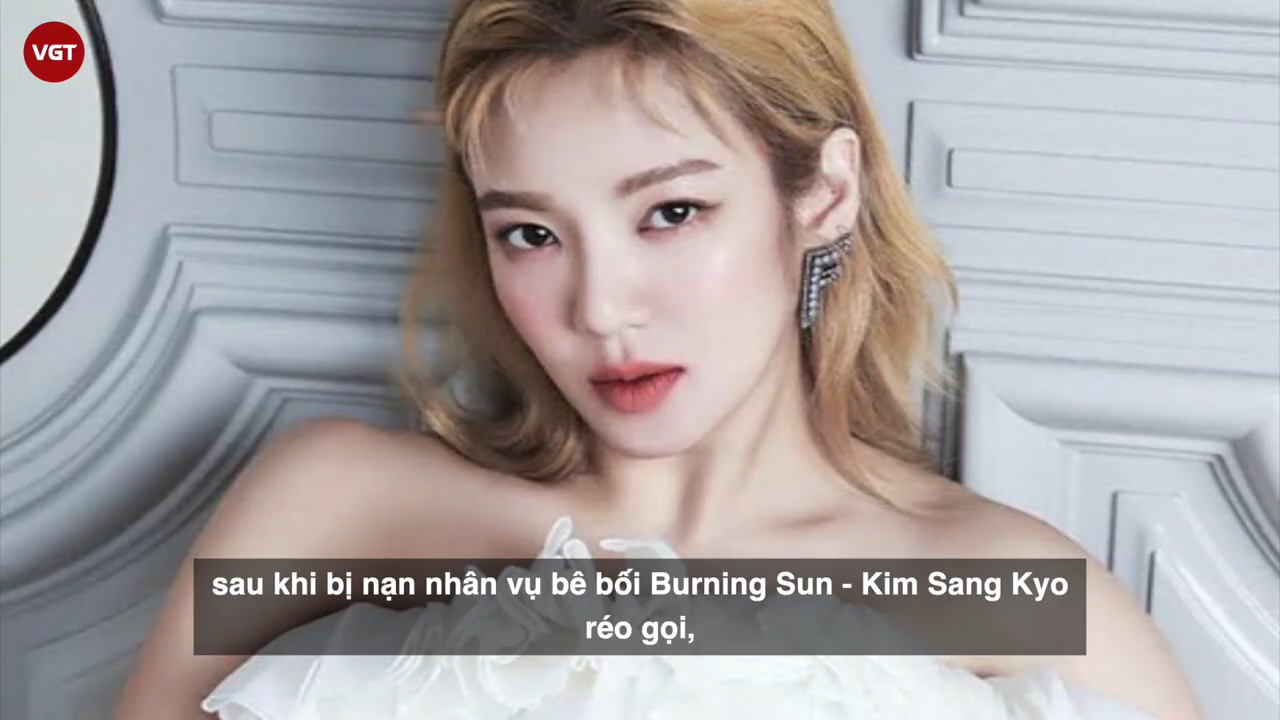 VGT
sau khi bị nạn nhân vụ bê bối Burning Sun - Kim Sang Kyo
réo gọi,